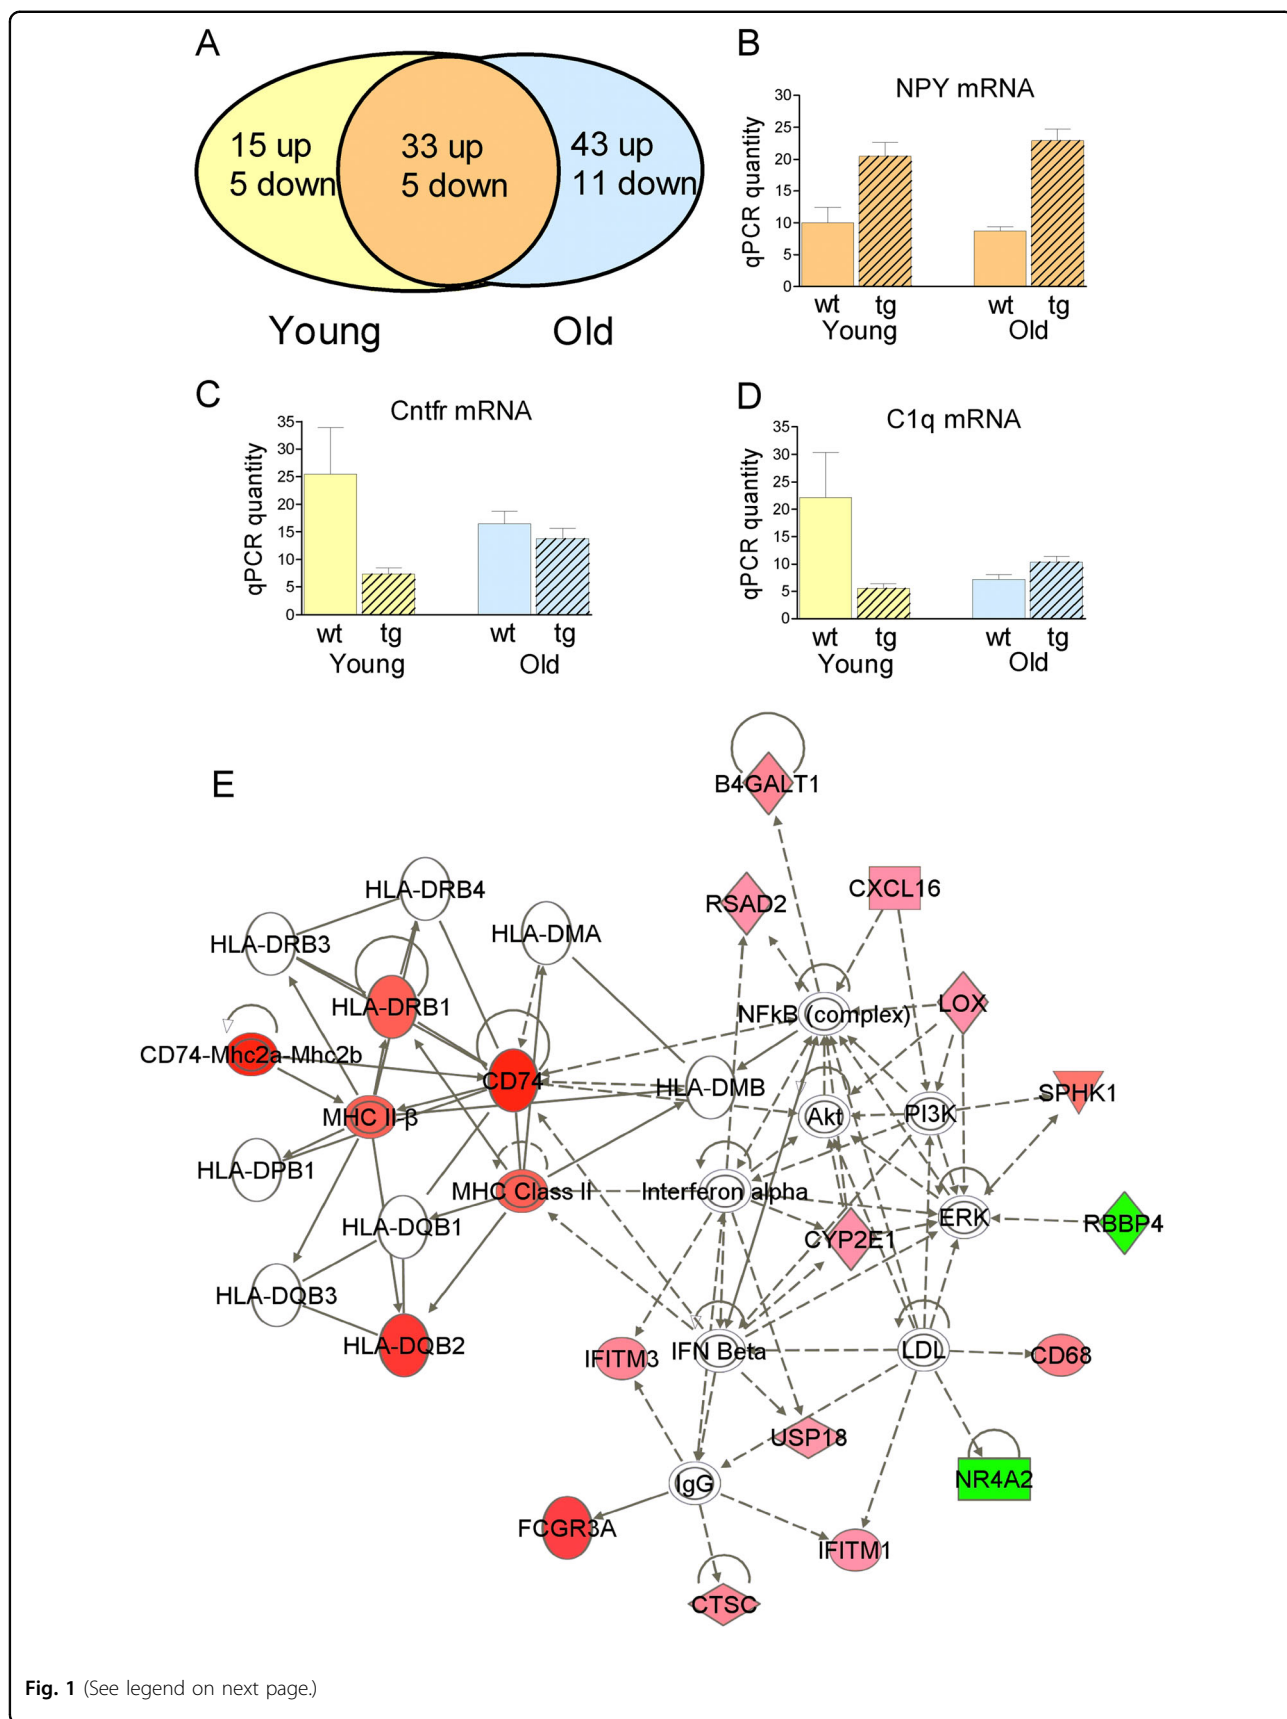 A
15 up
5 down
33 up
5 down
43 up
11 down
Young
Old
B
NPY mRNA
qPCR quantity
30
25
20
15
10
5
0
wt
tg
wt
tg
Young
Old
C
Cntfr mRNA
qPCR quantity
35
30
25
20
15
10
5
0
wt
tg
wt
tg
Young
Old
D
C1q mRNA
qPCR quantity
35
30
25
20
15
10
5
0
wt
tg
wt
tg
Young
Old
E
B4GALT1
HLA-DRB4
RSAD2
CXCL16
HLA-DRB3
HLA-DMA
HLA-DRB1
NFkB (complex)
LOX
CD74-Mhc2a-Mhc2b
CD74
HLA-DMB
SPHK1
MHC II-β
Akt
PI3K
HLA-DPB1
MHC Class II
Interferon alpha
HLA-DQB1
CYP2E1
ERK
RBBP4
HLA-DQB3
HLA-DQB2
IFITM3
IFN Beta
LDL
CD68
USP18
IgG
NR4A2
FCGR3A
IFITM1
CTSC
Fig. 1 (See legend on next page.)